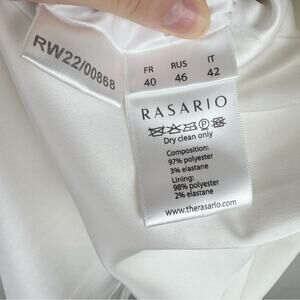 RW22/00868
FR RUS IT
40 46 42
RASARIO
Dry clean only
Composition:
97% polyester
3% elastane
Lining:
98% polyester
2% elastane
www.therasario.com